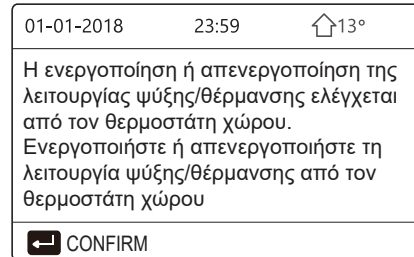 01-01-2018 23:59 13°
Η ενεργοποίηση ή απενεργοποίηση της
λειτουργίας ψύξης/θέρμανσης ελέγχεται
από τον θερμοστάτη χώρου.
Ενεργοποιήστε ή απενεργοποιήστε τη
λειτουργία ψύξης/θέρμανσης από τον
θερμοστάτη χώρου
CONFIRM